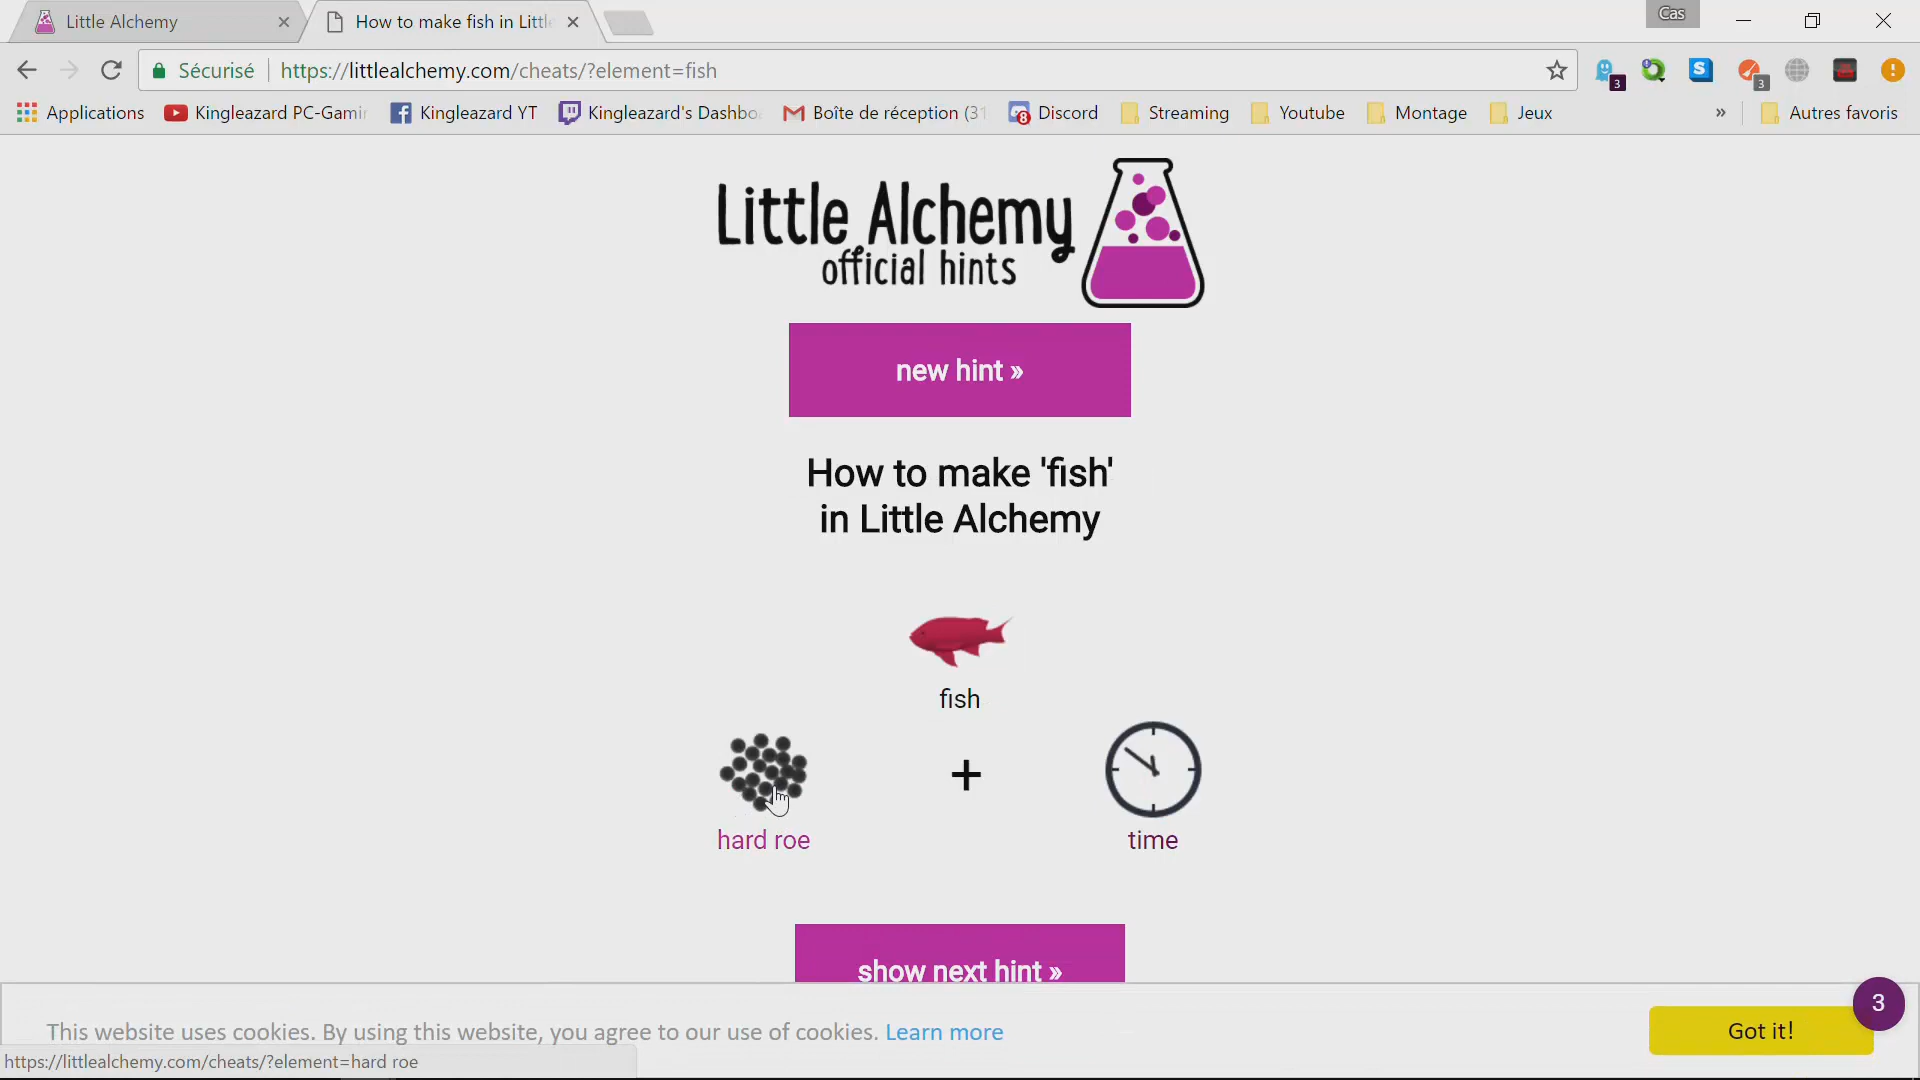 Little Alchemy
How to make fish in Littl
Cas
Sécurisé
https://littlealchemy.com/cheats/?element=fish
3
S
3
Applications
Kingleazard PC-Gami
Kingleazard YT
Kingleazard's Dashbo
Boîte de réception (31
8
Discord
Streaming
Youtube
Montage
Jeux
»
Autres favoris
Little Alchemy
official hints
new hint »
How to make 'fish'
in Little Alchemy
fish
+
hard roe
time
show next hint »
3
This website uses cookies. By using this website, you agree to our use of cookies. Learn more
Got it!
https://littlealchemy.com/cheats/?element=hard roe